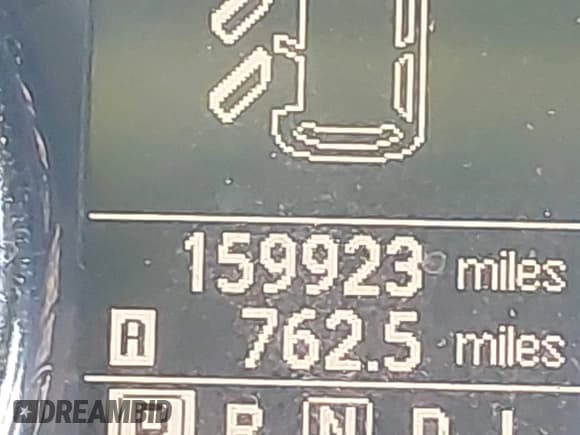 159923 miles
A 762.5 miles
P R N D L
DREAMBID